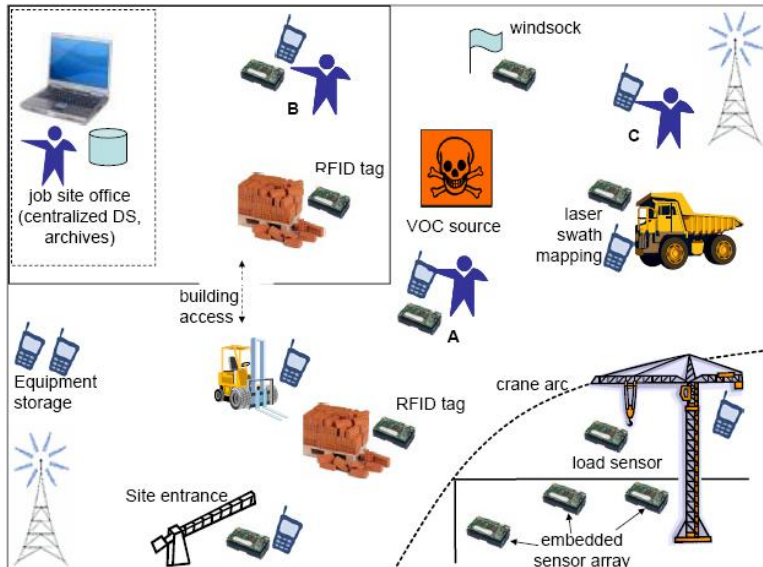 windsock
B
C
RFID tag
job site office
(centralized DS,
archives)
VOC source
laser
swath
mapping
building
access
A
Equipment
storage
crane arc
RFID tag
load sensor
Site entrance
embedded
sensor array